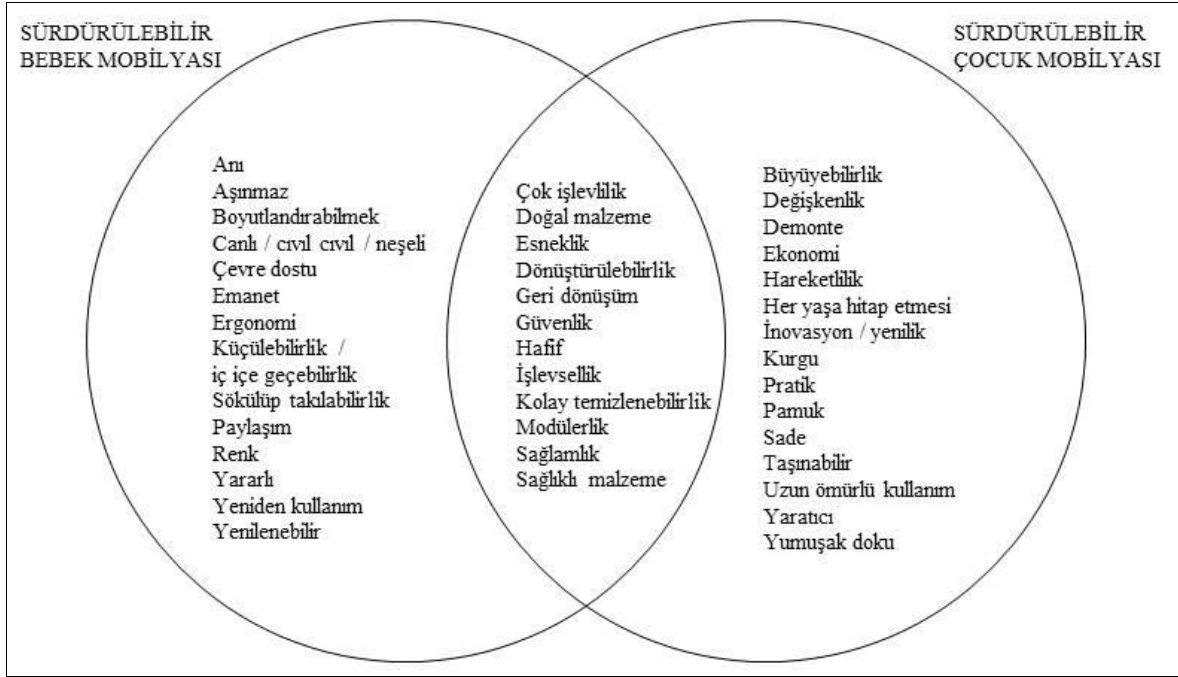 SÜRDÜRÜLEBİLİR
BEBEK MOBİLYASI
SÜRDÜRÜLEBİLİR
ÇOCUK MOBİLYASI
Anı
Aşınmaz
Boyutlandırabilmek
Canlı / cıvıl cıvıl / neşeli
Çevre dostu
Emanet
Ergonomi
Küçülebilirlik /
iç içe geçebilirlik
Sökülüp takılabilirlik
Paylaşım
Renk
Yararlı
Yeniden kullanım
Yenilenebilir
Çok işlevlilik
Doğal malzeme
Esneklik
Dönüştürülebilirlik
Geri dönüşüm
Güvenlik
Hafif
İşlevsellik
Kolay temizlenebilirlik
Modülerlik
Sağlamlık
Sağlıklı malzeme
Büyüyebilirlik
Değişkenlik
Demonte
Ekonomi
Hareketlilik
Her yaşa hitap etmesi
İnovasyon / yenilik
Kurgu
Pratik
Pamuk
Sade
Taşınabilir
Uzun ömürlü kullanım
Yaratıcı
Yumuşak doku